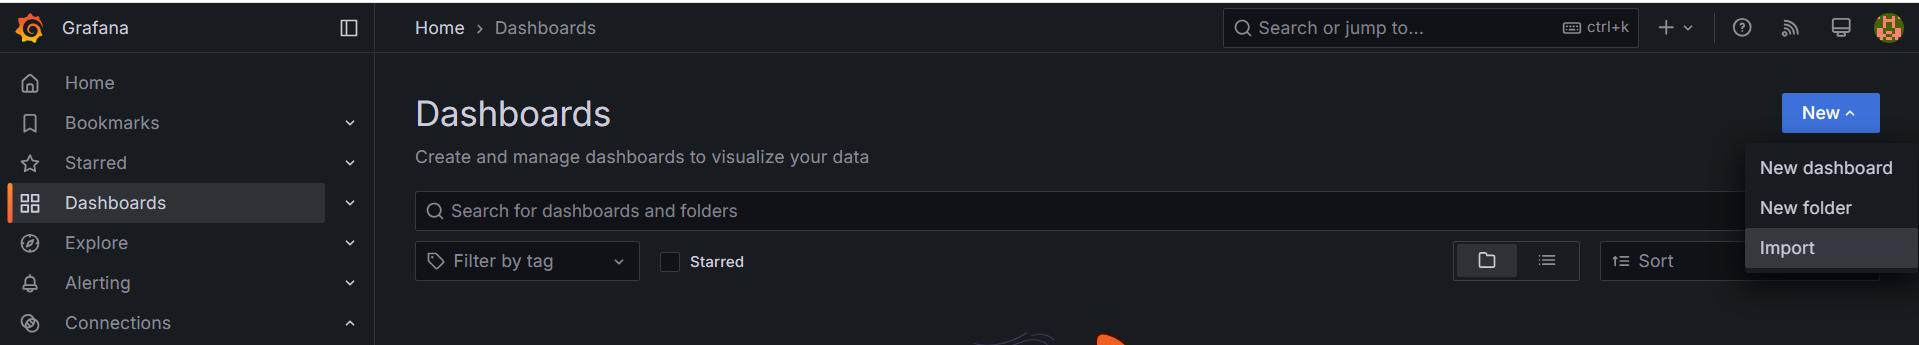 Grafana
Home › Dashboards
Search or jump to...
ctrl+k
Home
Bookmarks
Starred
Dashboards
Explore
Alerting
Connections
Dashboards
Create and manage dashboards to visualize your data
New
New dashboard
New folder
Import
Search for dashboards and folders
Filter by tag
Starred
Sort